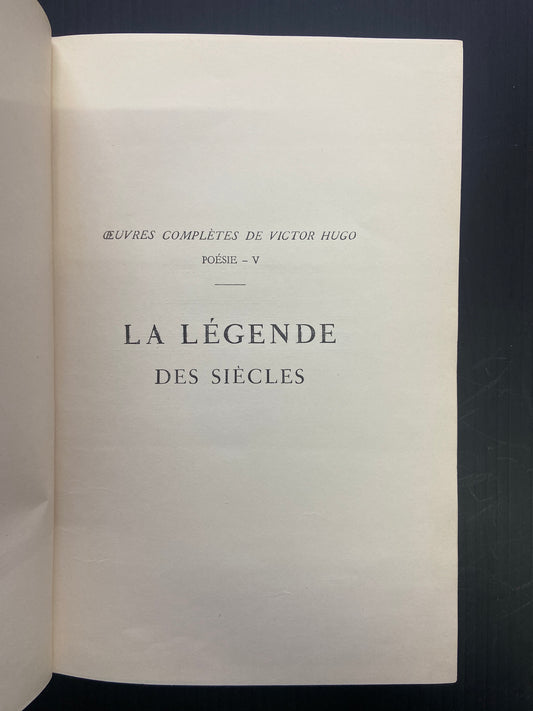 ŒUVRES COMPLÈTES DE VICTOR HUGO
POÉSIE – V
LA LÉGENDE
DES SIÈCLES